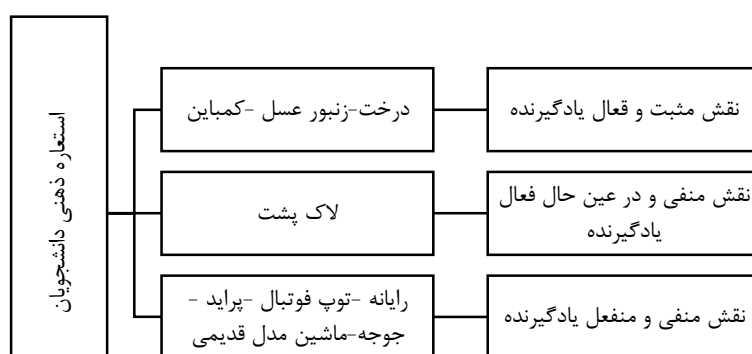 استعاره ذهنی دانشجویان
درخت-زنبور عسل -کمباین
نقش مثبت و قعال یادگیرنده
لاک پشت
نقش منفی و در عین حال فعال
یادگیرنده
رایانه -توپ فوتبال -پراید -
جوجه-ماشین مدل قدیمی
نقش منفی و منفعل یادگیرنده